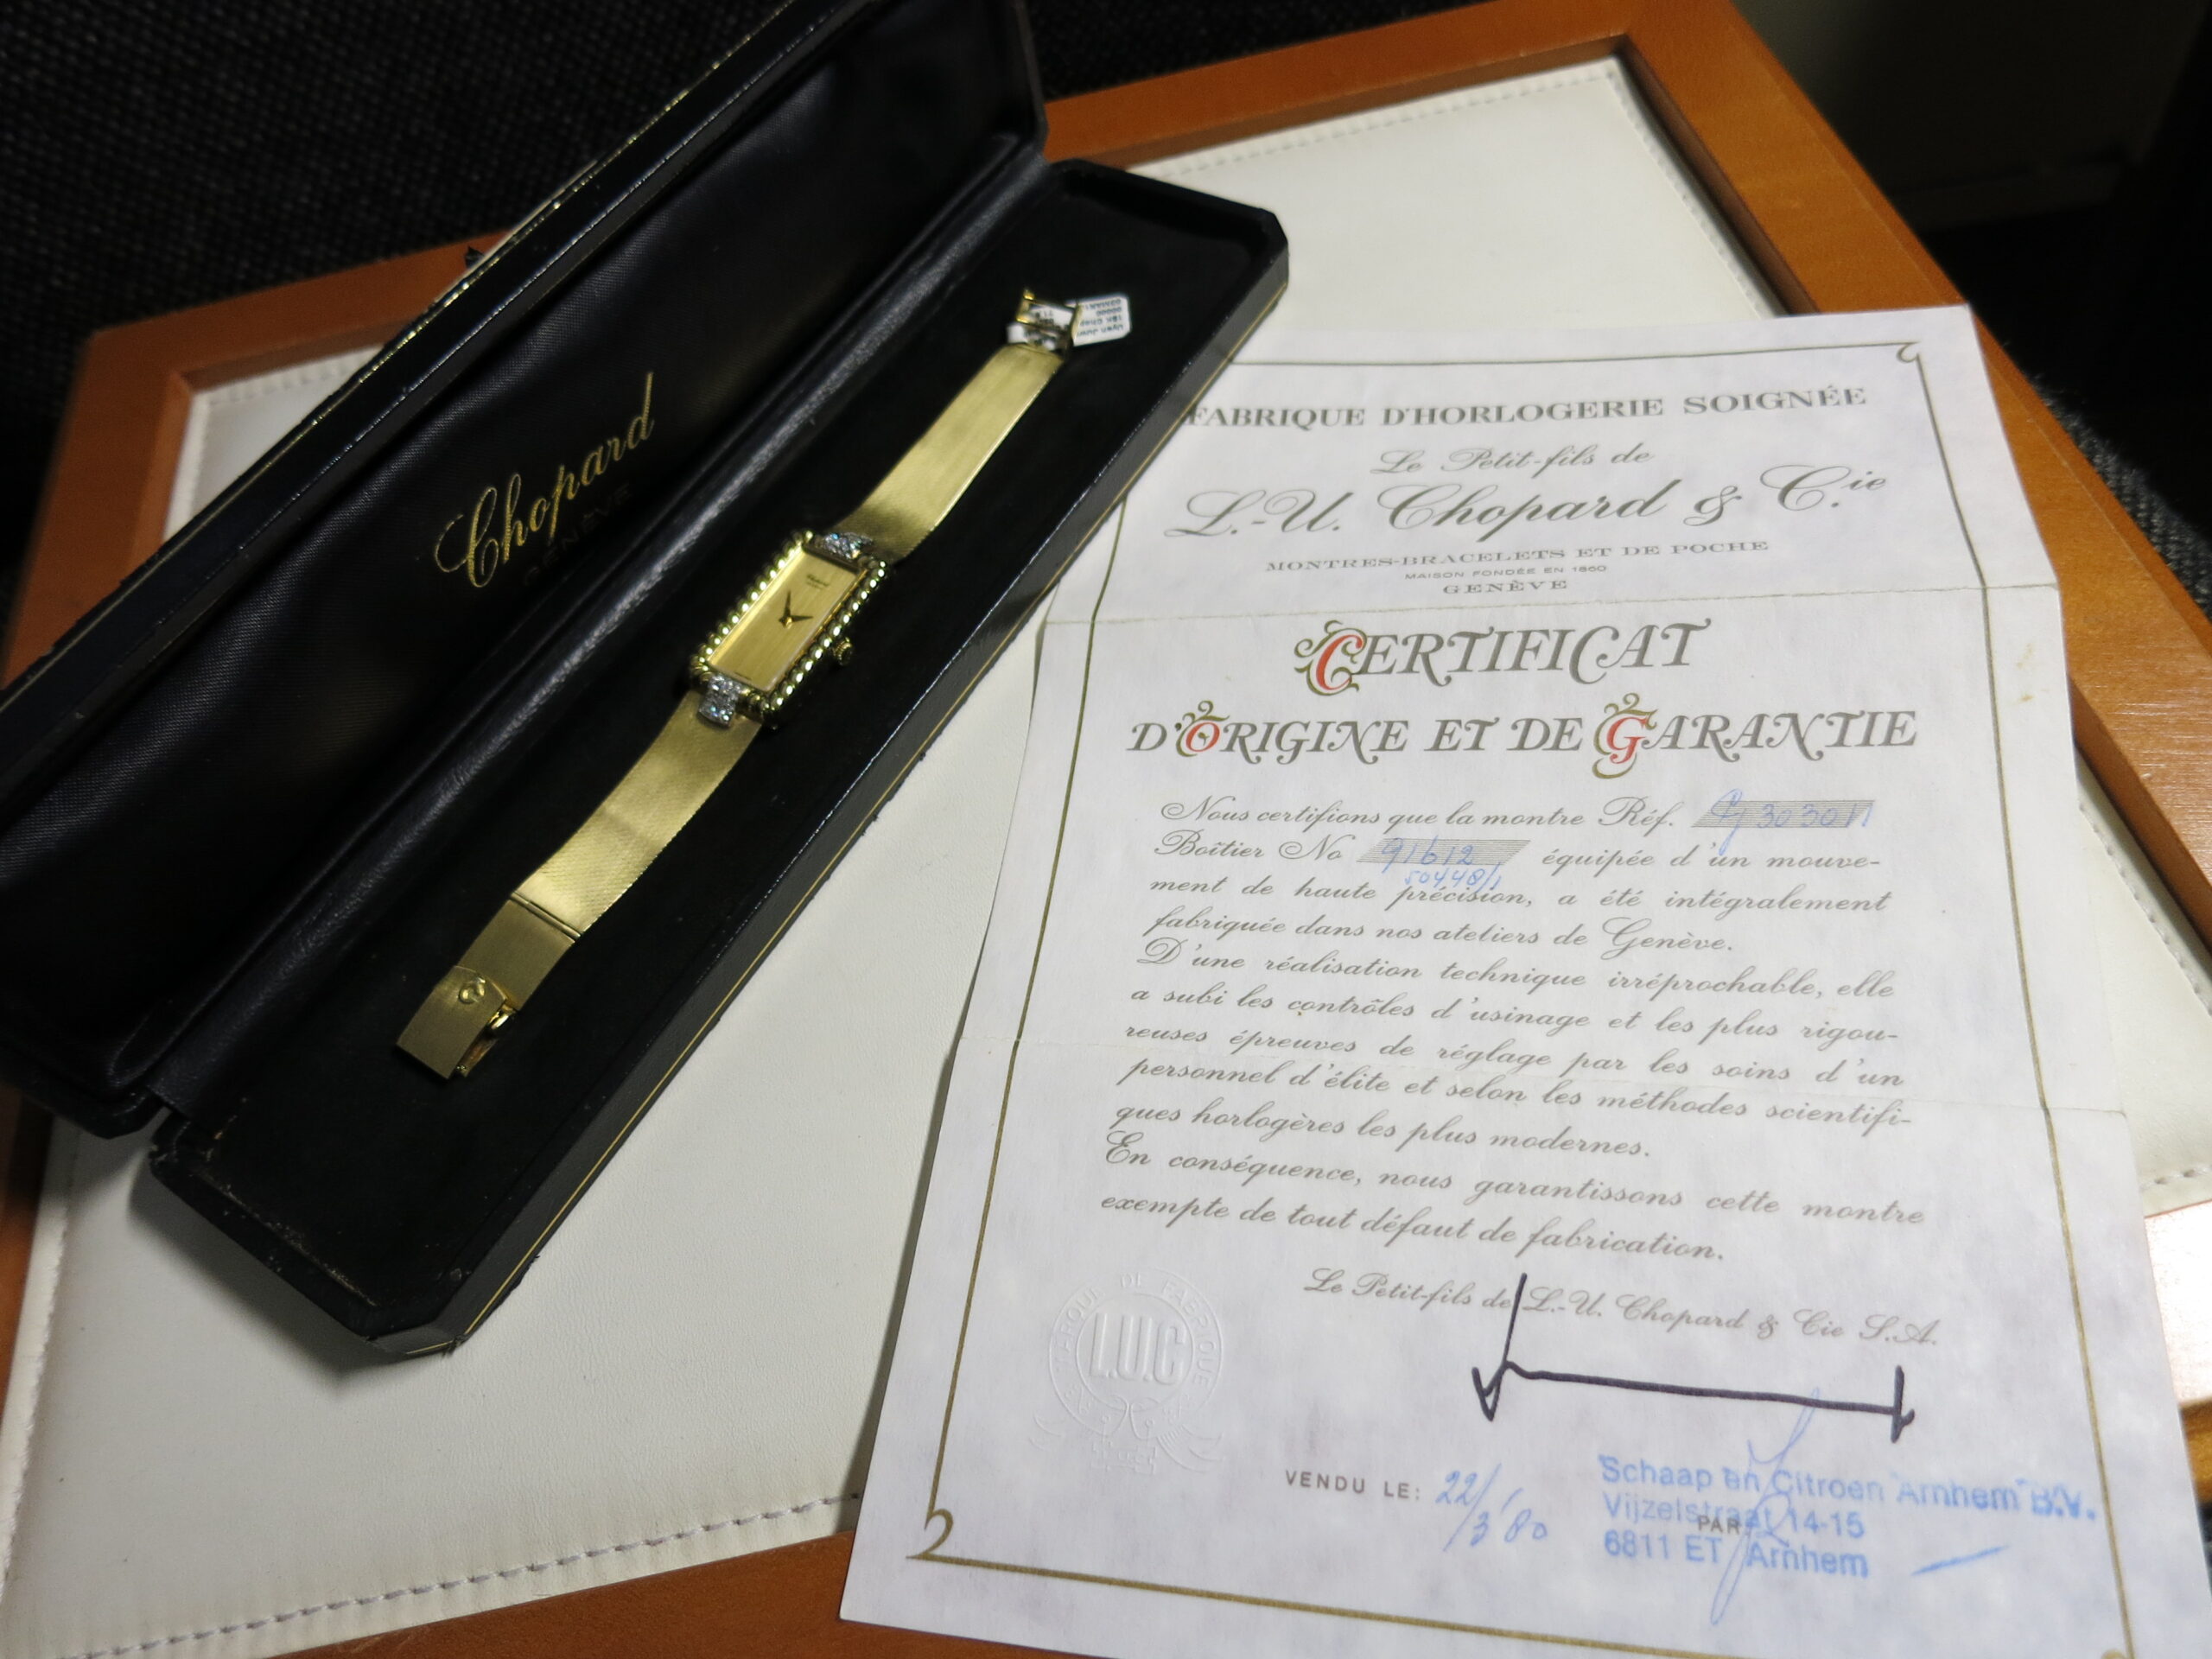 Chopard
GENÈVE
18K
FABRIQUE D'HORLOGERIE SOIGNÉE
Le Petit-fils de
L.-U. Chopard & C.ie
MONTRES-BRACELETS ET DE POCHE
MAISON FONDÉE EN 1860
GENÈVE
CERTIFICAT
D'ORIGINE ET DE GARANTIE
Nous certifions que la montre Réf. 3030
Boîtier No 91612 équipée d'un mouve-
50448/1
ment de haute précision, a été intégralement
fabriquée dans nos ateliers de Genève.
D'une réalisation technique irréprochable, elle
a subi les contrôles d'usinage et les plus rigou-
reuses épreuves de réglage par les soins d'un
personnel d'élite et selon les méthodes scientifi-
ques horlogères les plus modernes.
En conséquence, nous garantissons cette montre
exempte de tout défaut de fabrication.
Le Petit-fils de L.-U. Chopard & Cie S.A.
DE FABRIQUE
L.U.C
VENDU LE: 22/3'80
Schaap en Citroen Arnhem B.V.
Vijzelstraat 14-15
PAR
6811 ET Arnhem